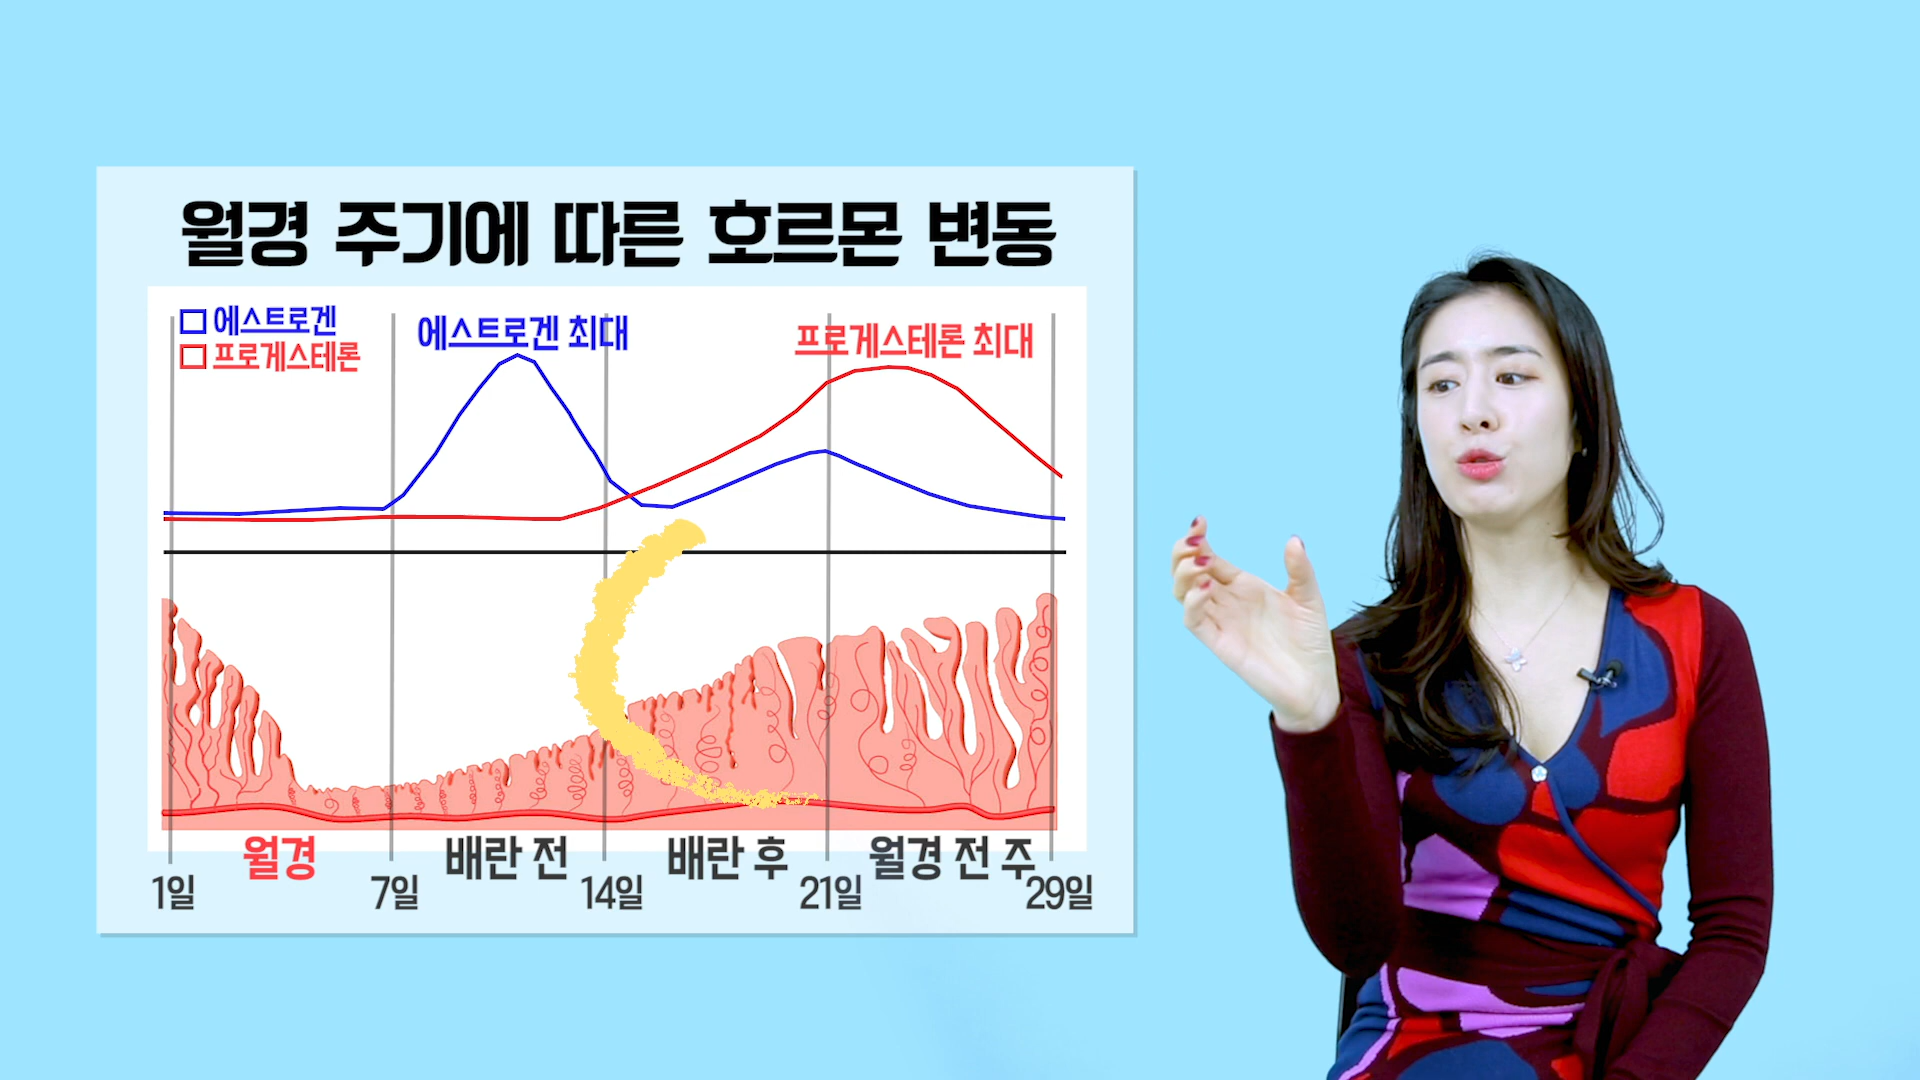 월경 주기에 따른 호르몬 변동
에스트로겐
프로게스테론
에스트로겐 최대
프로게스테론 최대
월경
배란 전
배란 후
월경 전 주
1일
7일
14일
21일
29일